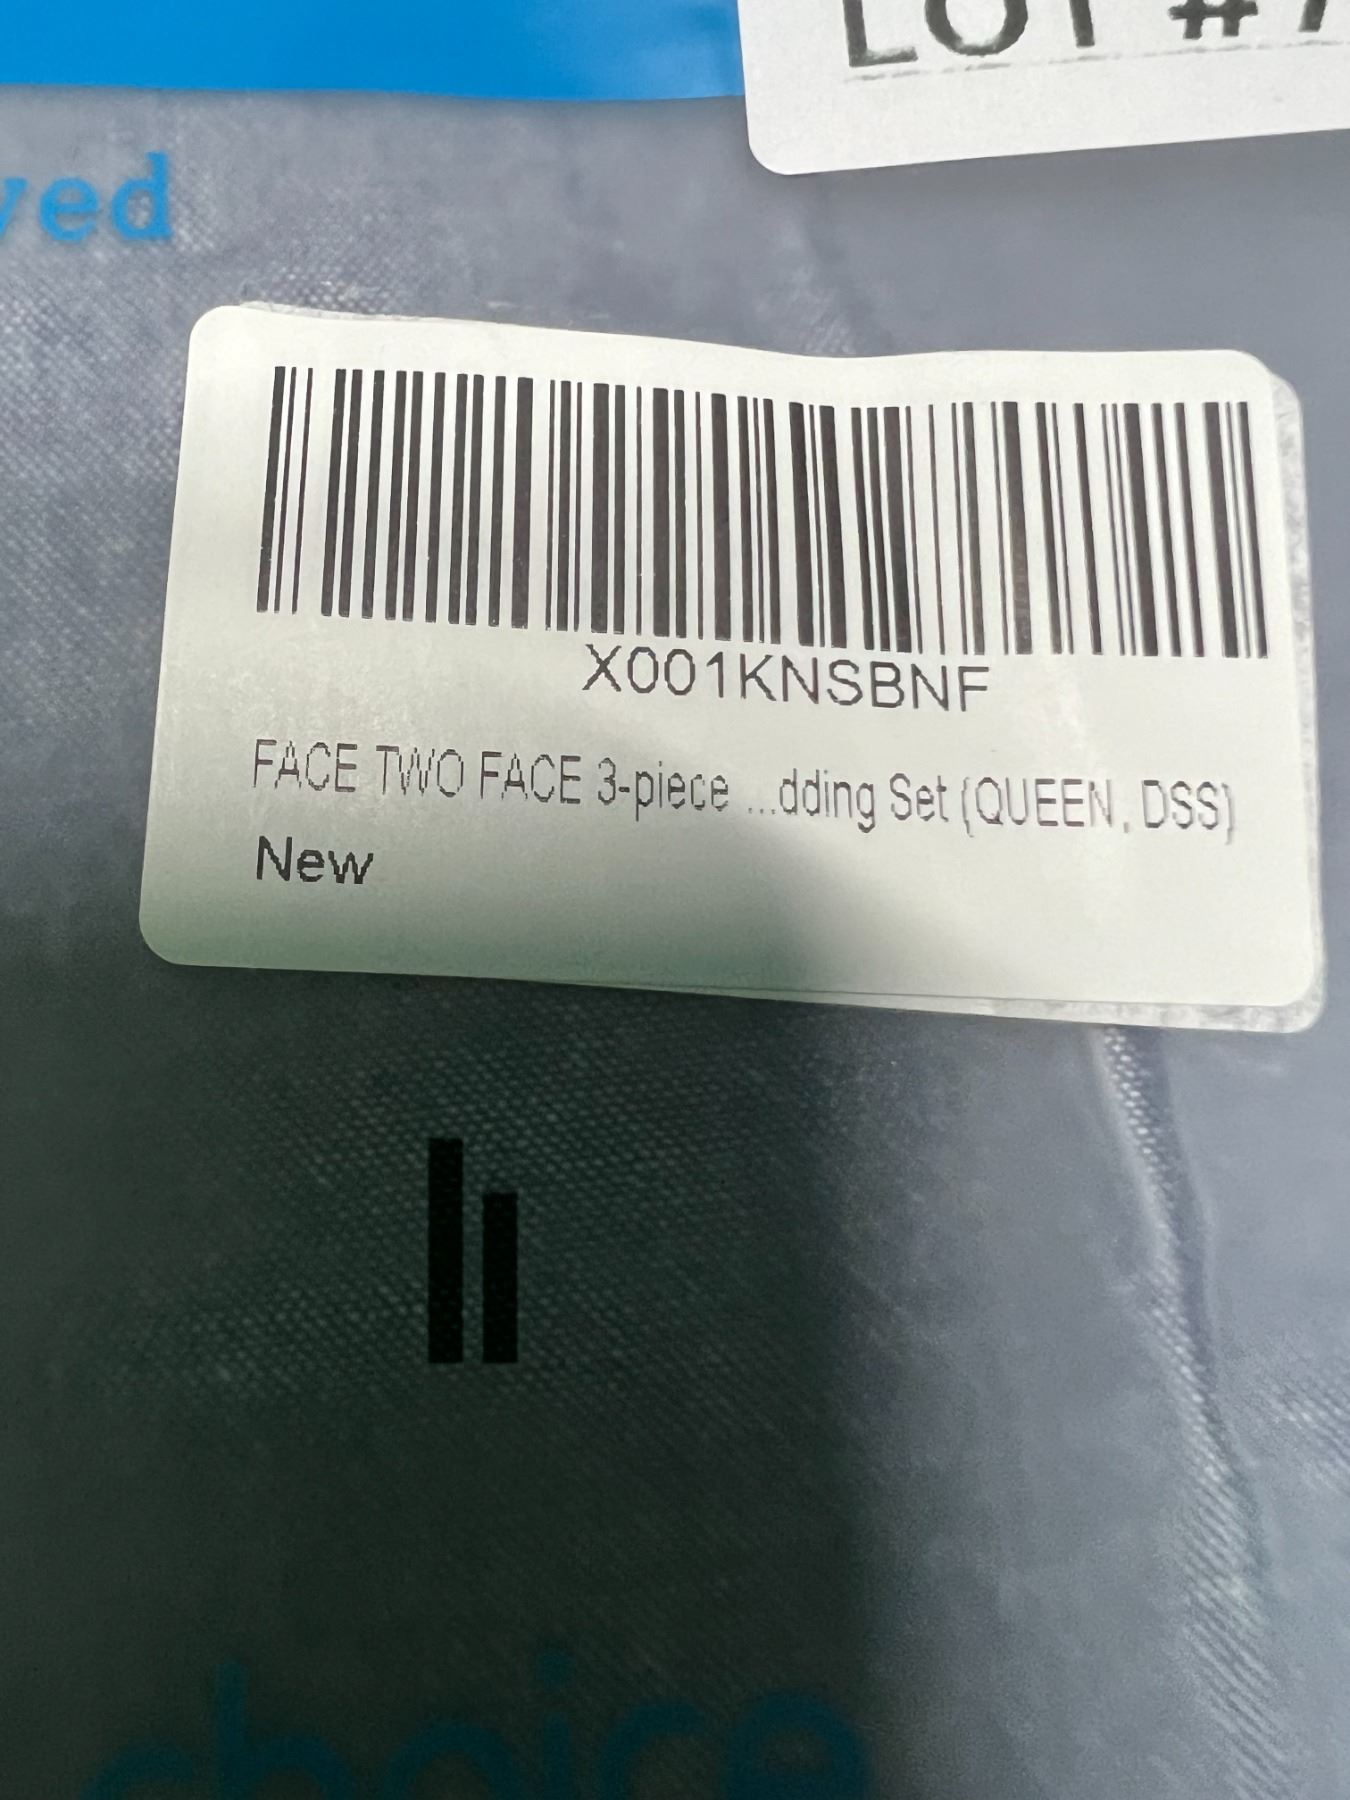 LOT #
ved
X001KNSBNF
FACE TWO FACE 3-piece ...dding Set (QUEEN, DSS)
New
choice